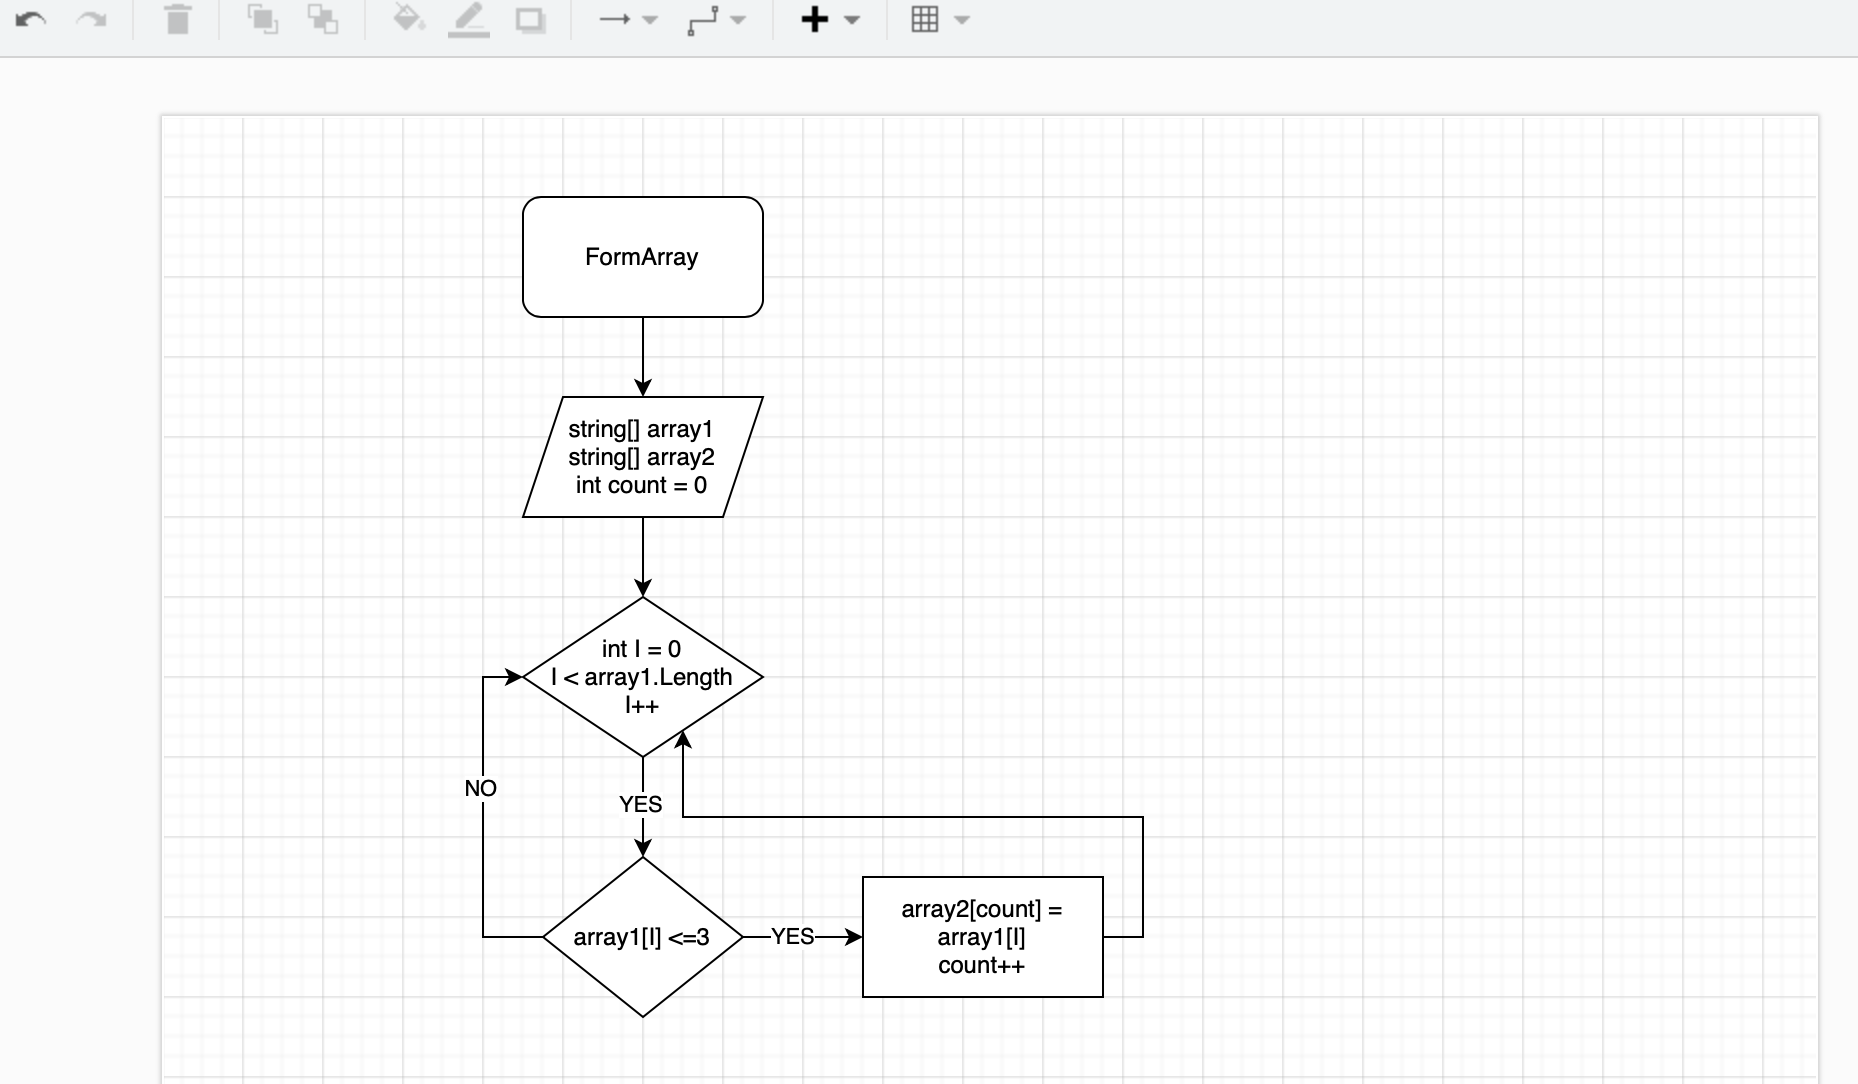 FormArray
string[] array1
string[] array2
int count = 0
int I = 0
I < array1.Length
I++
NO
YES
array1[I] <=3
YES
array2[count] =
array1[I]
count++